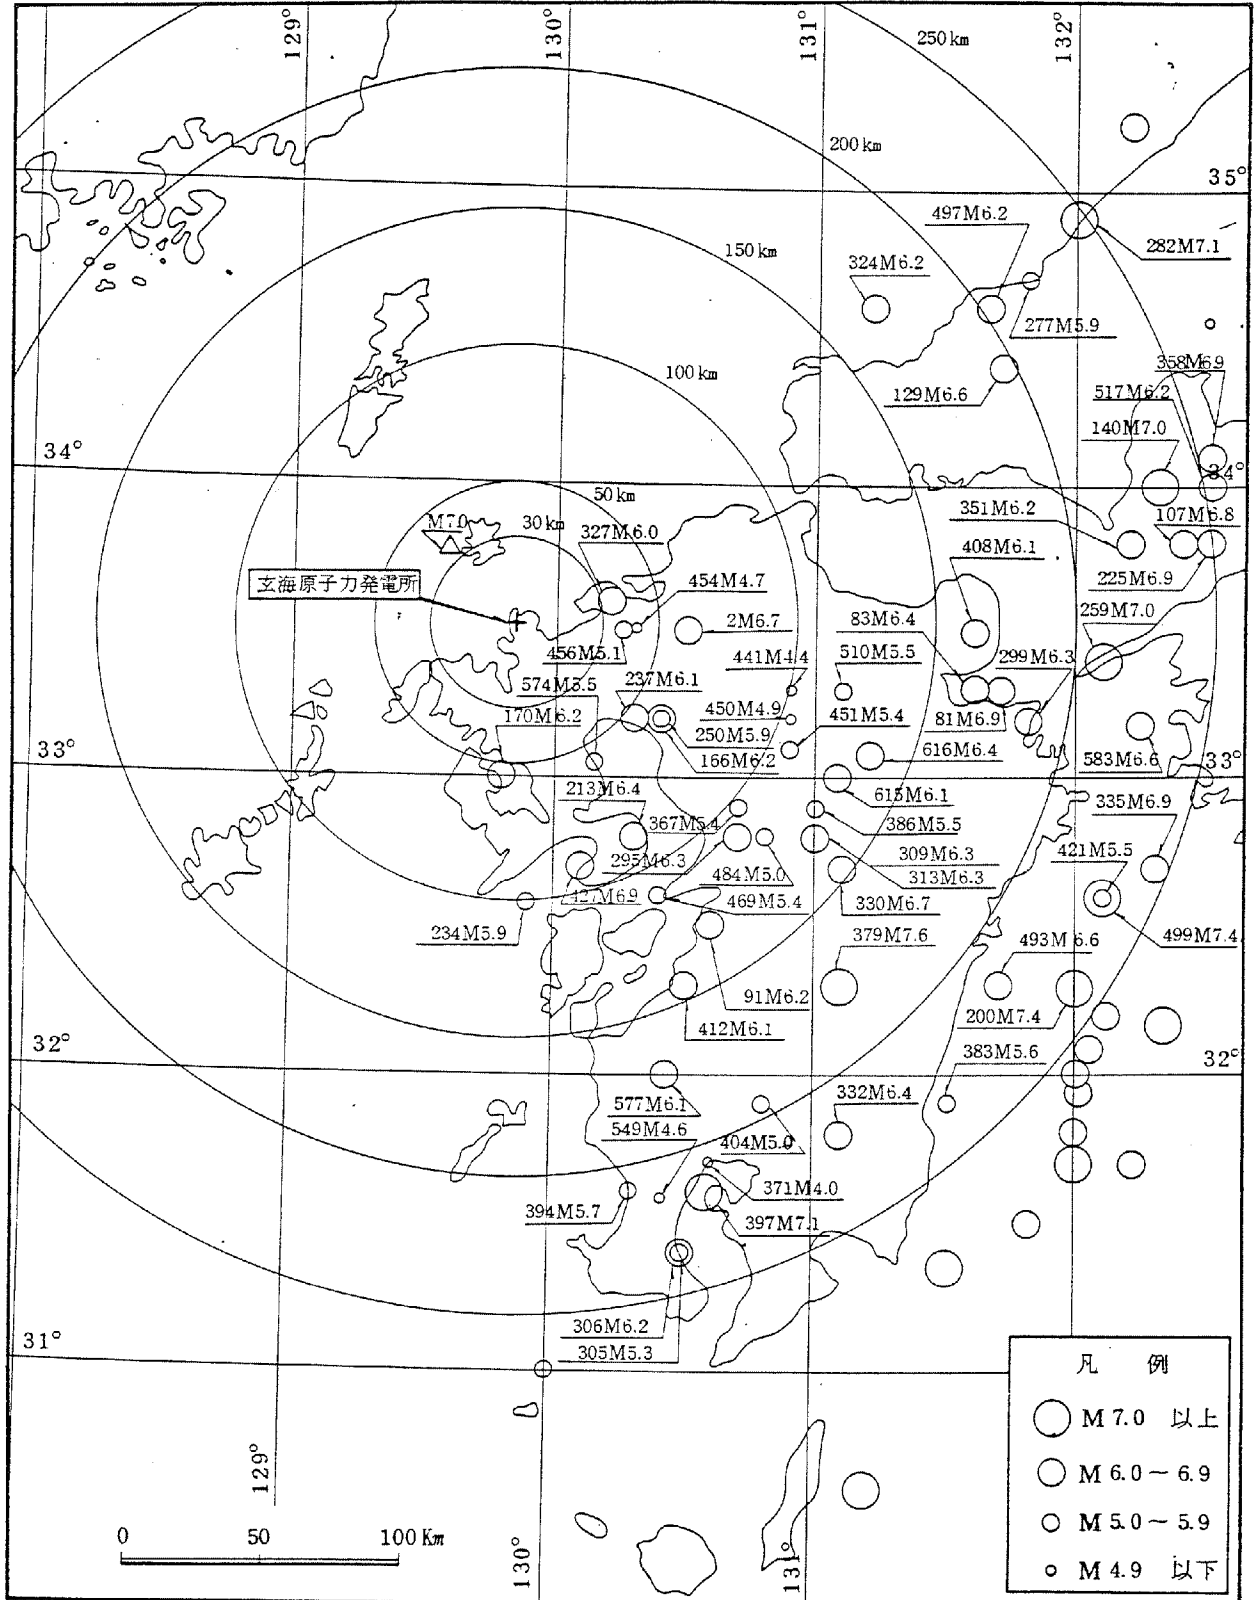 129°
130°
131°
132°
250km
200km
35°
497M6.2
282M7.1
150km
324M6.2
277M5.9
100km
358M6.9
517M6.2
129M6.6
140M7.0
34°
34°
50km
M7.0
30km
327M6.0
351M6.2
107M6.8
408M6.1
225M6.9
玄海原子力発電所
454M4.7
259M7.0
2M6.7
83M6.4
456M5.1
441M4.4
510M5.5
299M6.3
574M5.5
237M6.1
170M6.2
450M4.9
451M5.4
81M6.9
250M5.9
616M6.4
166M6.2
583M6.6
33°
33°
213M6.4
615M6.1
335M6.9
367M5.4
386M5.5
295M6.3
309M6.3
421M5.5
484M5.0
313M6.3
427M6.9
469M5.4
330M6.7
234M5.9
379M7.6
499M7.4
493M6.6
91M6.2
200M7.4
412M6.1
32°
383M5.6
32°
577M6.1
332M6.4
549M4.6
404M5.0
371M4.0
394M5.7
397M7.1
306M6.2
31°
305M5.3
凡 例
M 7.0 以上
M 6.0~6.9
M 5.0~5.9
M 4.9 以下
129°
130°
131°
0 50 100 Km